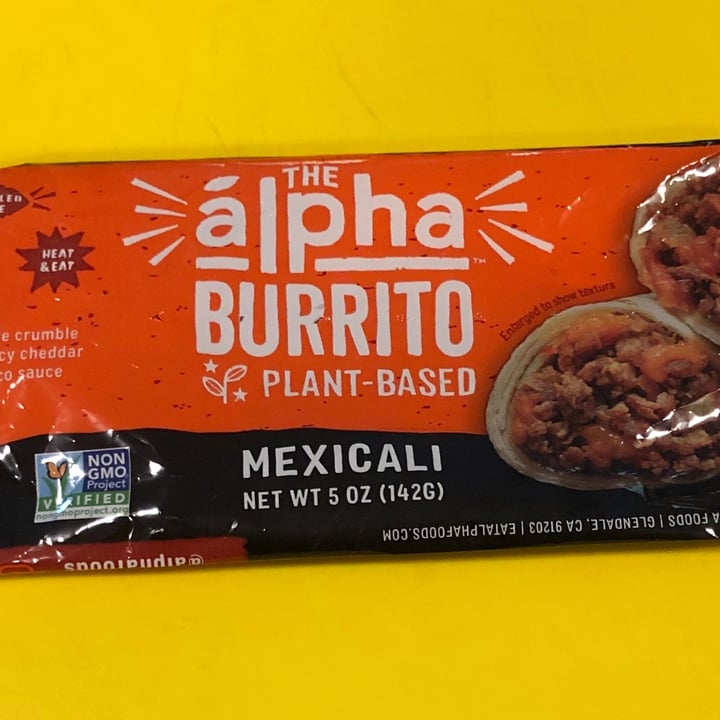 THE
alpha™
BURRITO
PLANT-BASED
HEAT
& EAT
crumble
cheddar
sauce
Enlarged to show texture
MEXICALI
NET WT 5 OZ (142G)
NON
GMO
Project
VERIFIED
nongmoproject.org
FOODS | GLENDALE, CA 91203 | EATALPHAFOODS.COM
@alphafoods